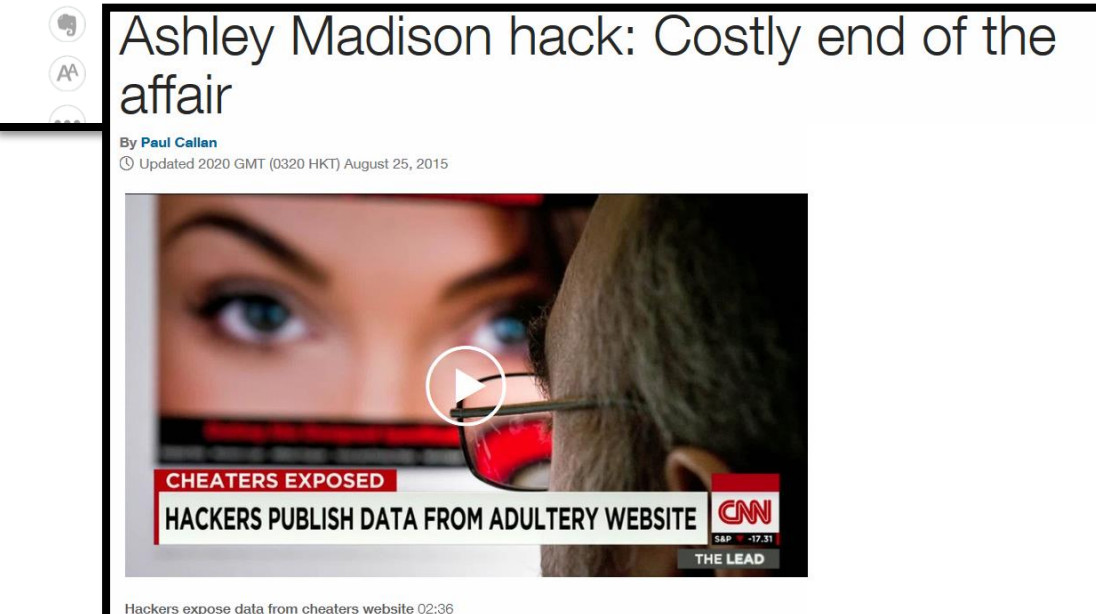 AA
Ashley Madison hack: Costly end of the
affair
By Paul Callan
Updated 2020 GMT (0320 HKT) August 25, 2015
CHEATERS EXPOSED
HACKERS PUBLISH DATA FROM ADULTERY WEBSITE
CNN
S&P ▼ -17.31
THE LEAD
Hackers expose data from cheaters website 02:36